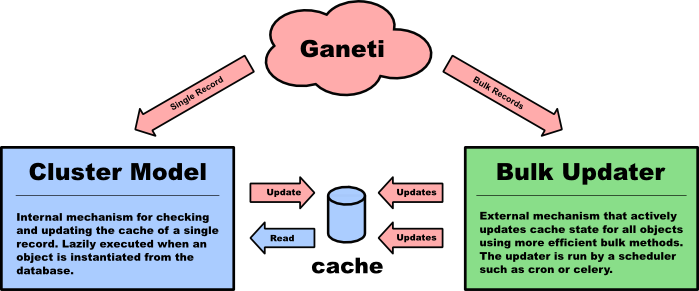 Ganeti
Single Record
Bulk Records
Cluster Model
Internal mechanism for checking
and updating the cache of a single
record. Lazily executed when an
object is instantiated from the
database.
Update
Read
Updates
Updates
cache
Bulk Updater
External mechanism that actively
updates cache state for all objects
using more efficient bulk methods.
The updater is run by a scheduler
such as cron or celery.